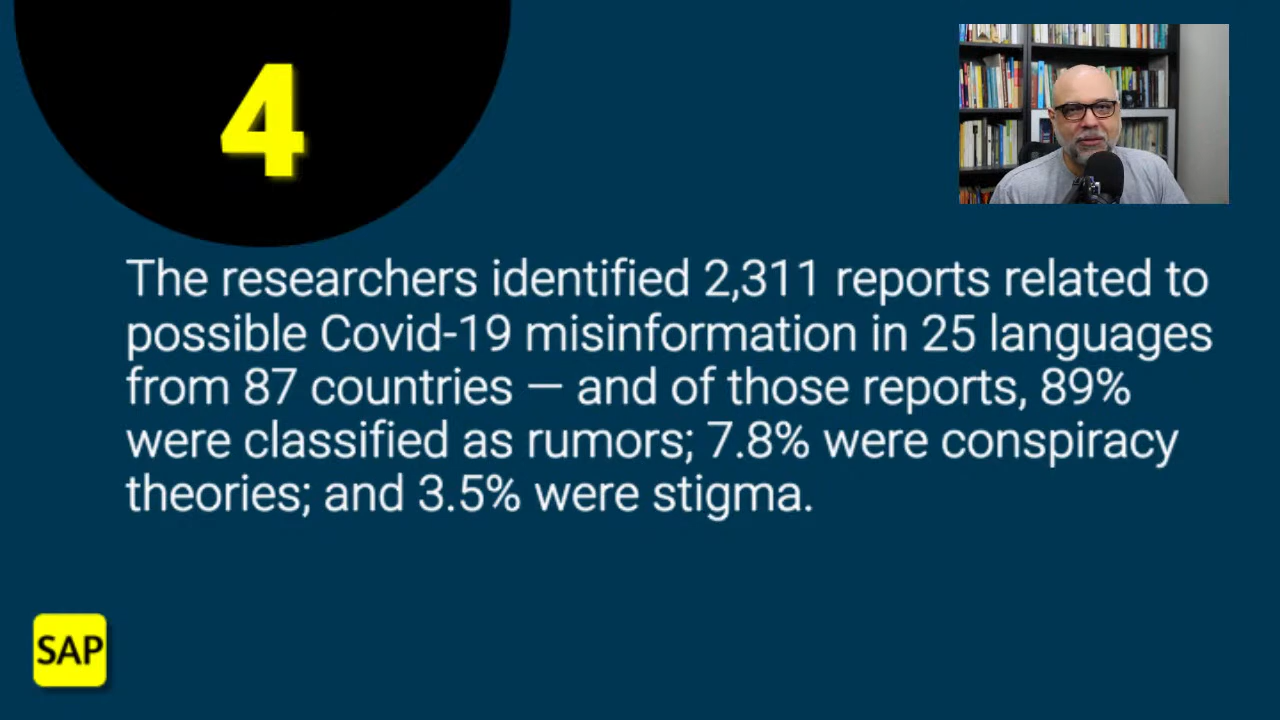 4
The researchers identified 2,311 reports related to
possible Covid-19 misinformation in 25 languages
from 87 countries — and of those reports, 89%
were classified as rumors; 7.8% were conspiracy
theories; and 3.5% were stigma.
SAP